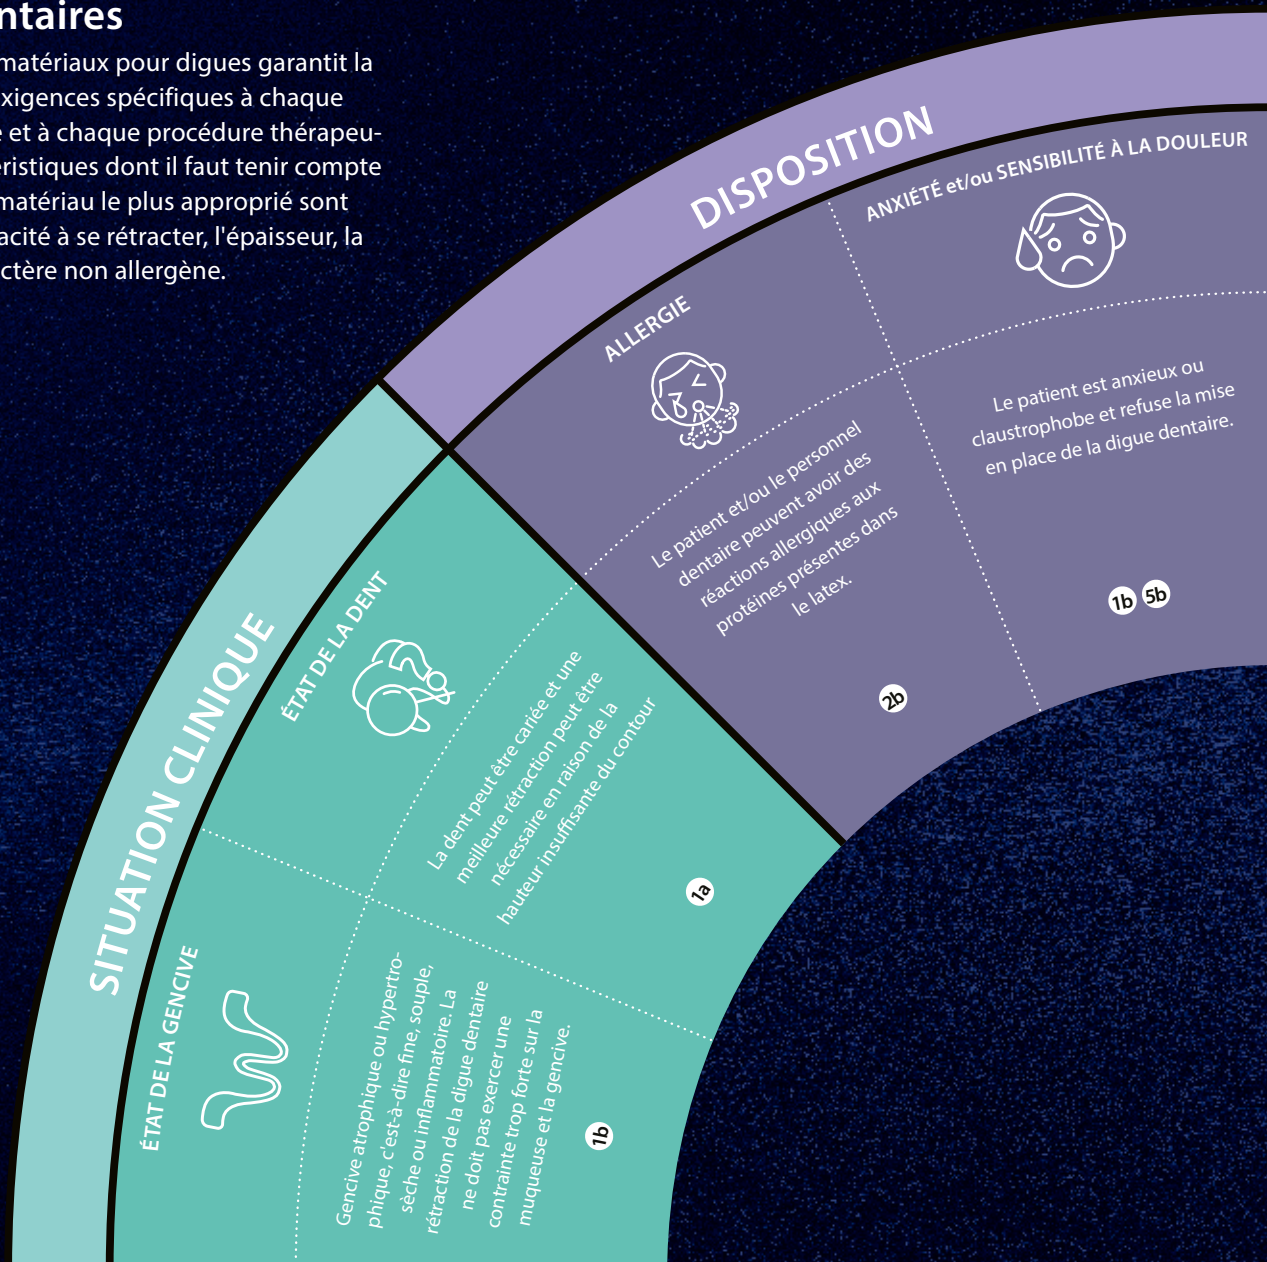 ntaires
matériaux pour digues garantit la
xigences spécifiques à chaque
e et à chaque procédure thérapeu-
éristiques dont il faut tenir compte
matériau le plus approprié sont
acité à se rétracter, l'épaisseur, la
ctère non allergène.
DISPOSITION
ALLERGIE
Le patient et/ou le personnel
dentaire peuvent avoir des
réactions allergiques aux
protéines présentes dans
le latex.
2b
ANXIÉTÉ et/ou SENSIBILITÉ À LA DOULEUR
Le patient est anxieux ou
claustrophobe et refuse la mise
en place de la digue dentaire.
1b 5b
SITUATION CLINIQUE
ÉTAT DE LA DENT
La dent peut être cariée et une
meilleure rétraction peut être
nécessaire en raison de la
hauteur insuffisante du contour
1a
ÉTAT DE LA GENCIVE
Gencive atrophique ou hypertro-
phique, c'est-à-dire fine, souple,
sèche ou inflammatoire. La
rétraction de la digue dentaire
ne doit pas exercer une
contrainte trop forte sur la
muqueuse et la gencive.
1b